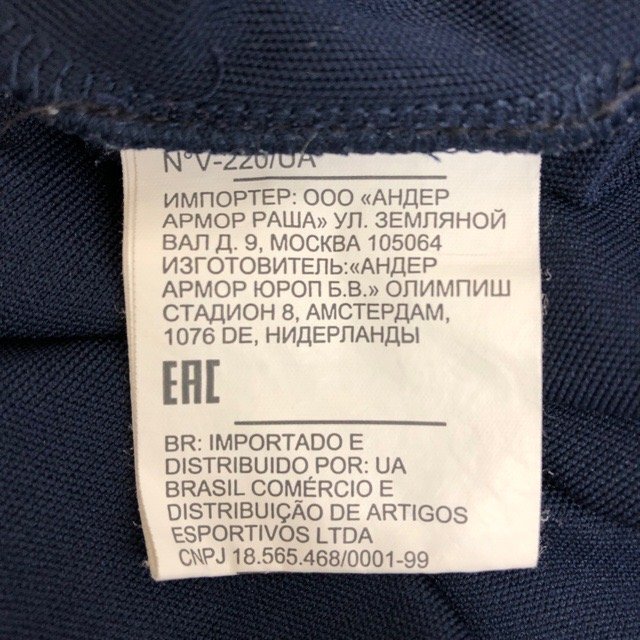 N°V-220/UA
ИМПОРТЕР: ООО «АНДЕР
АРМОР РАША» УЛ. ЗЕМЛЯНОЙ
ВАЛ Д. 9, МОСКВА 105064
ИЗГОТОВИТЕЛЬ:«АНДЕР
АРМОР ЮРОП Б.В.» ОЛИМПИШ
СТАДИОН 8, АМСТЕРДАМ,
1076 DE, НИДЕРЛАНДЫ
EAC
BR: IMPORTADO E
DISTRIBUIDO POR: UA
BRASIL COMÉRCIO E
DISTRIBUIÇÃO DE ARTIGOS
ESPORTIVOS LTDA
CNPJ 18.565.468/0001-99